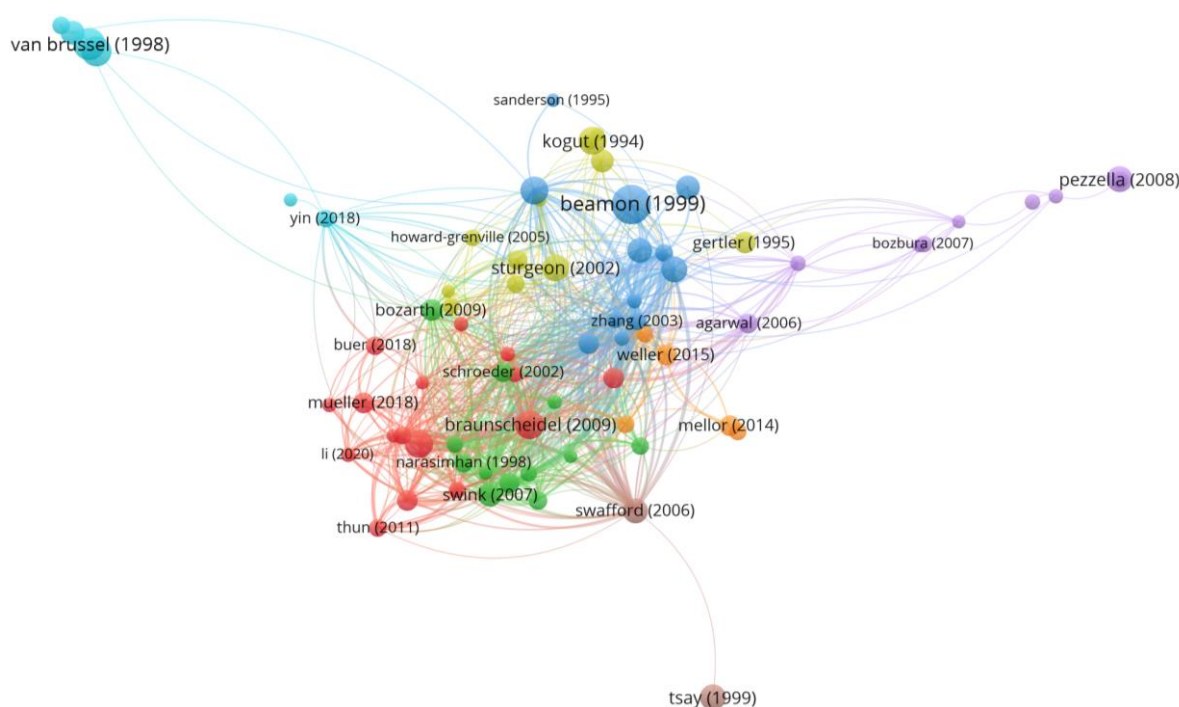 van brussel (1998)
sanderson (1995)
kogut (1994)
pezzella (2008)
beamon (1999)
yin (2018)
howard-grenville (2005)
gertler (1995)
bozbura (2007)
sturgeon (2002)
bozarth (2009)
zhang (2003)
agarwal (2006)
buer (2018)
weller (2015)
schroeder (2002)
mueller (2018)
braunscheidel (2009)
mellor (2014)
li (2020)
narasimhan (1998)
swink (2007)
swafford (2006)
thun (2011)
tsay (1999)